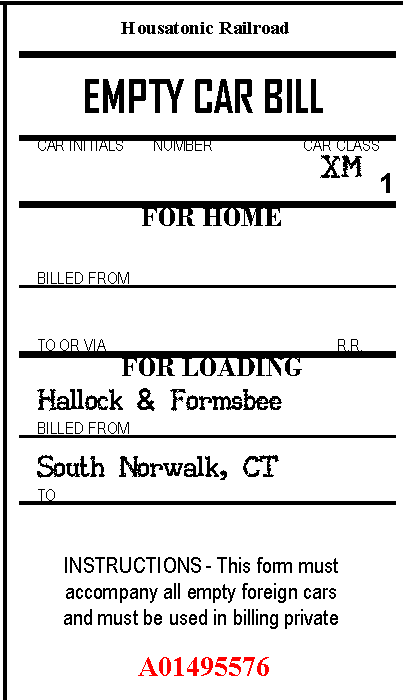 Housatonic Railroad
EMPTY CAR BILL
CAR INITIALS NUMBER CAR CLASS
XM
1
FOR HOME
BILLED FROM
TO OR VIA R.R.
FOR LOADING
Hallock & Formsbee
BILLED FROM
South Norwalk, CT
TO
INSTRUCTIONS - This form must
accompany all empty foreign cars
and must be used in billing private
A01495576